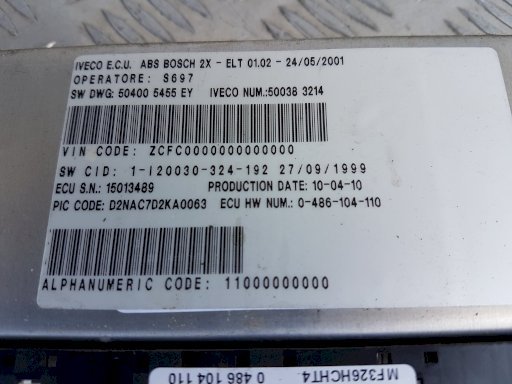 IVECO E.C.U. ABS BOSCH 2X - ELT 01.02 - 24/05/2001
OPERATORE: S697
SW DWG: 50400 5455 EY IVECO NUM.:50038 3214
VIN CODE: ZCFC0000000000000
SW CID: 1-I20030-324-192 27/09/1999
ECU S.N.: 15013489 PRODUCTION DATE: 10-04-10
PIC CODE: D2NAC7D2KA0063 ECU HW NUM.: 0-486-104-110
ALPHANUMERIC CODE: 11000000000
MF326HCHT4
0 486 104 110